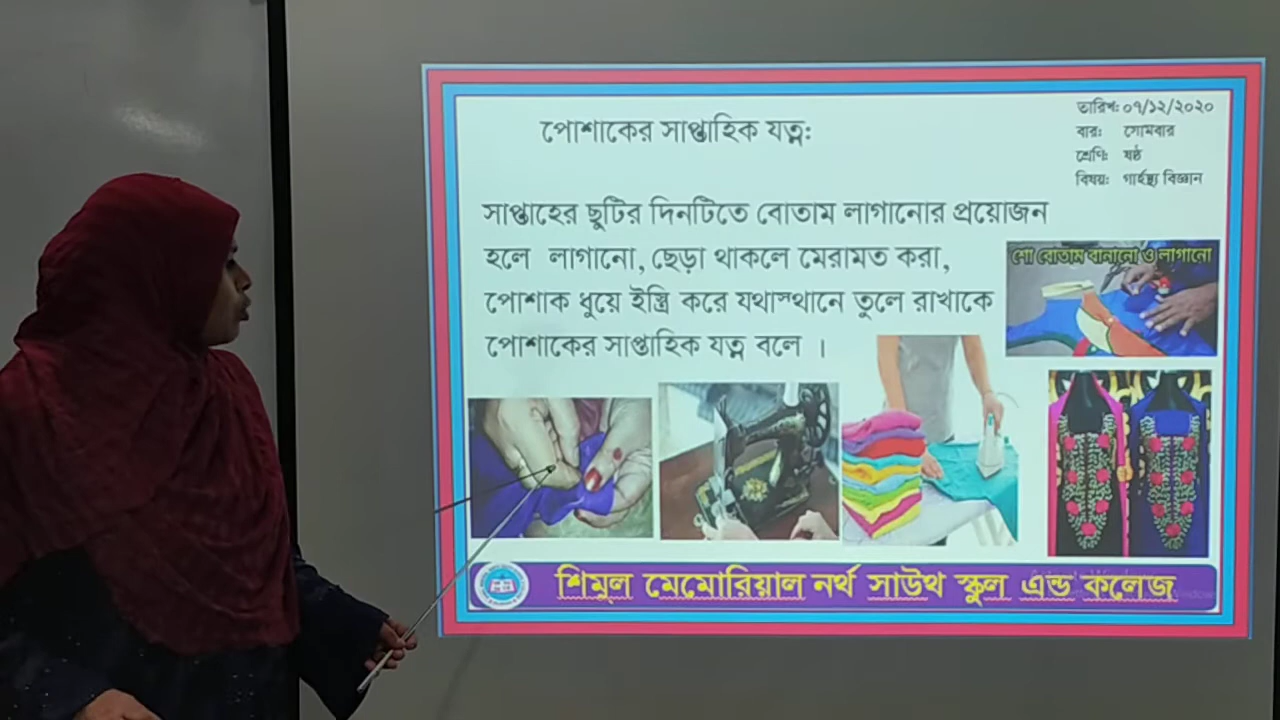 পোশাকের সাপ্তাহিক যত্ন:
তারিখ: ০৭/১২/২০২০
বার: সোমবার
শ্রেণি: ষষ্ঠ
বিষয়: গার্হস্থ্য বিজ্ঞান
সাপ্তাহের ছুটির দিনটিতে বোতাম লাগানোর প্রয়োজন
হলে লাগানো, ছেড়া থাকলে মেরামত করা,
পোশাক ধুয়ে ইস্ত্রি করে যথাস্থানে তুলে রাখাকে
পোশাকের সাপ্তাহিক যত্ন বলে ।
শো বোতাম বানানো ও লাগানো
শিমুল মেমোরিয়াল নর্থ সাউথ স্কুল এন্ড কলেজ